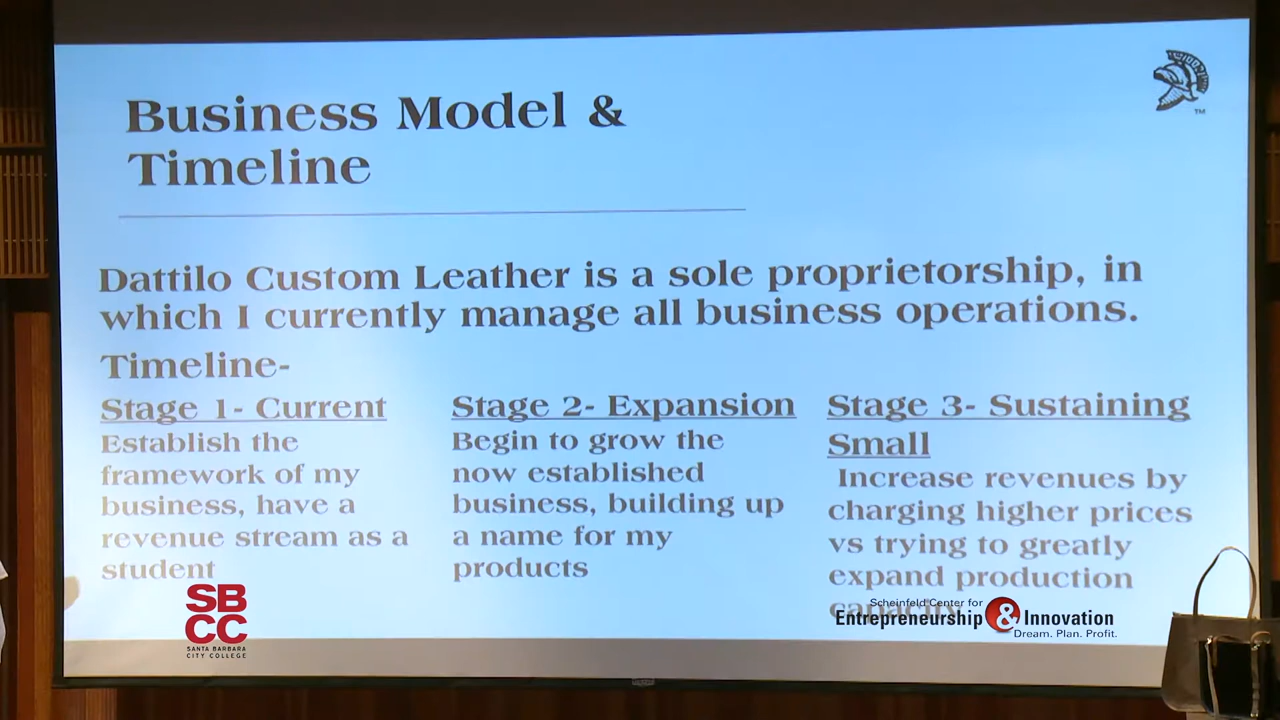 Business Model &
Timeline
Dattilo Custom Leather is a sole proprietorship, in
which I currently manage all business operations.
Timeline-
Stage 1- Current
Establish the
framework of my
business, have a
revenue stream as a
student
Stage 2- Expansion
Begin to grow the
now established
business, building up
a name for my
products
Stage 3- Sustaining
Small
Increase revenues by
charging higher prices
vs trying to greatly
expand production
TM
SB
CC
SANTA BARBARA
CITY COLLEGE
Scheinfeld Center for
Entrepreneurship & Innovation
Dream. Plan. Profit.